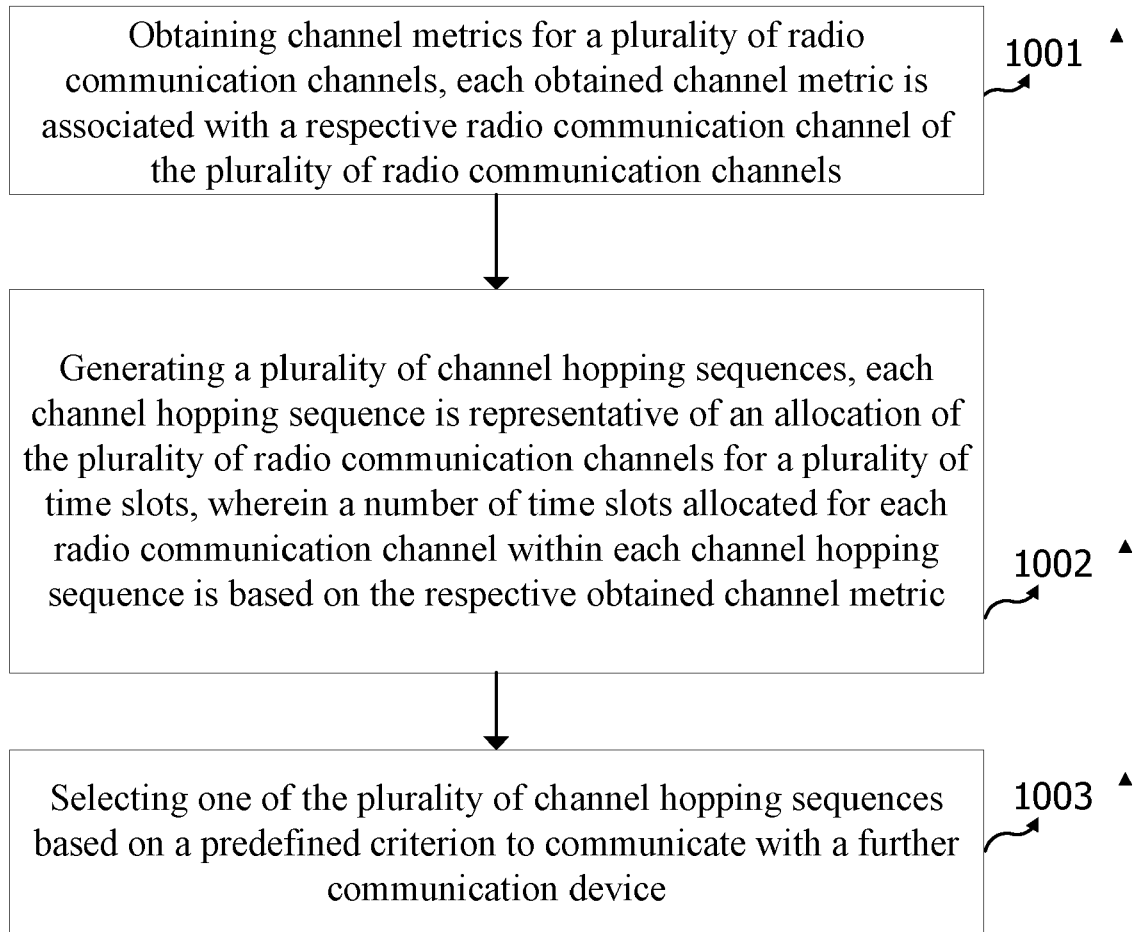 Obtaining channel metrics for a plurality of radio
communication channels, each obtained channel metric is
associated with a respective radio communication channel of
the plurality of radio communication channels
1001
Generating a plurality of channel hopping sequences, each
channel hopping sequence is representative of an allocation of
the plurality of radio communication channels for a plurality of
time slots, wherein a number of time slots allocated for each
radio communication channel within each channel hopping
sequence is based on the respective obtained channel metric
1002
Selecting one of the plurality of channel hopping sequences
based on a predefined criterion to communicate with a further
communication device
1003